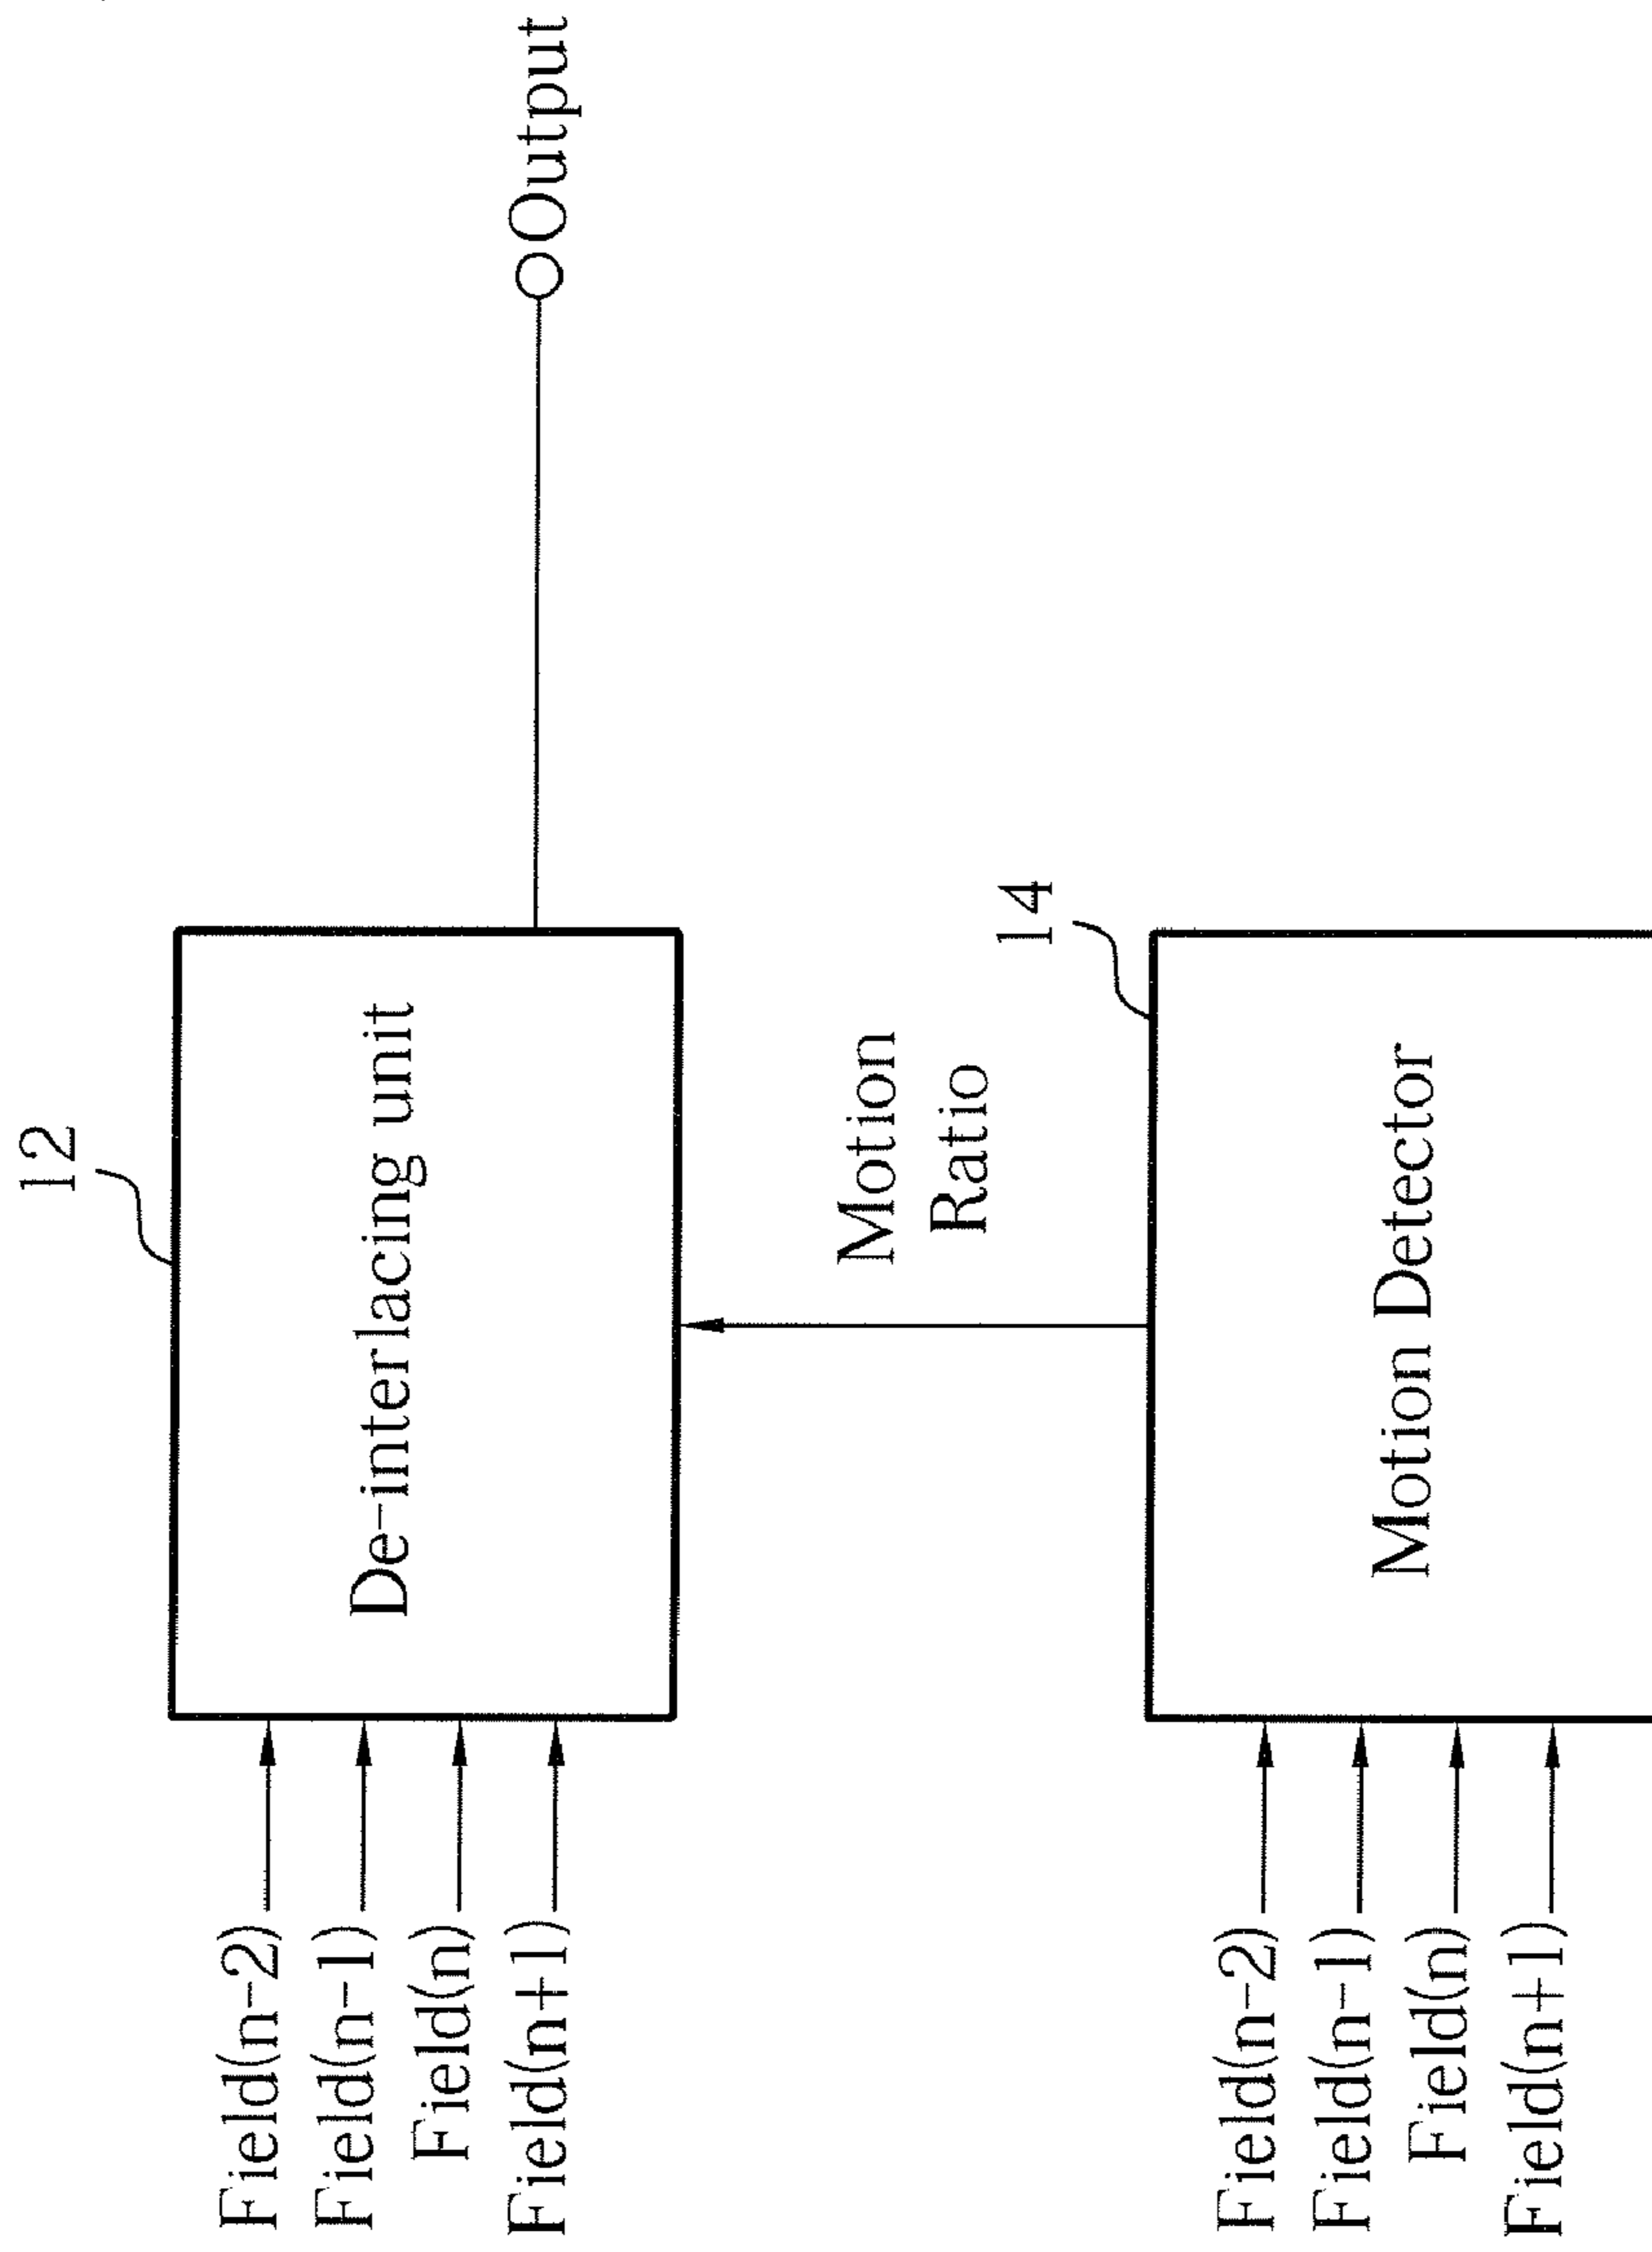 12
Field(n-2)
Field(n-1)
Field(n)
Field(n+1)
De-interlacing unit
Output
Motion
Ratio
14
Field(n-2)
Field(n-1)
Field(n)
Field(n+1)
Motion Detector